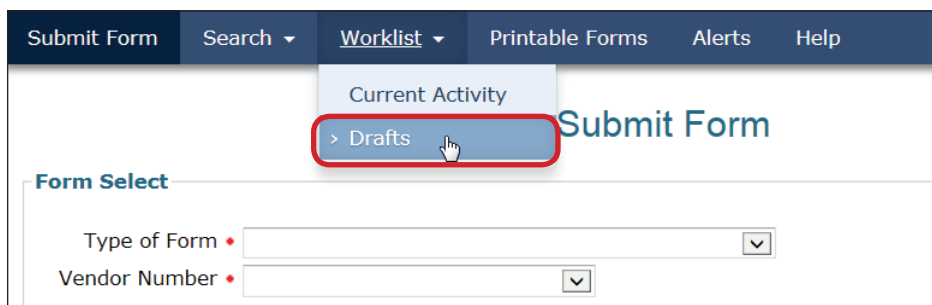 Submit Form Search Worklist Printable Forms Alerts Help
Current Activity
> Drafts
Submit Form
Form Select
Type of Form
Vendor Number